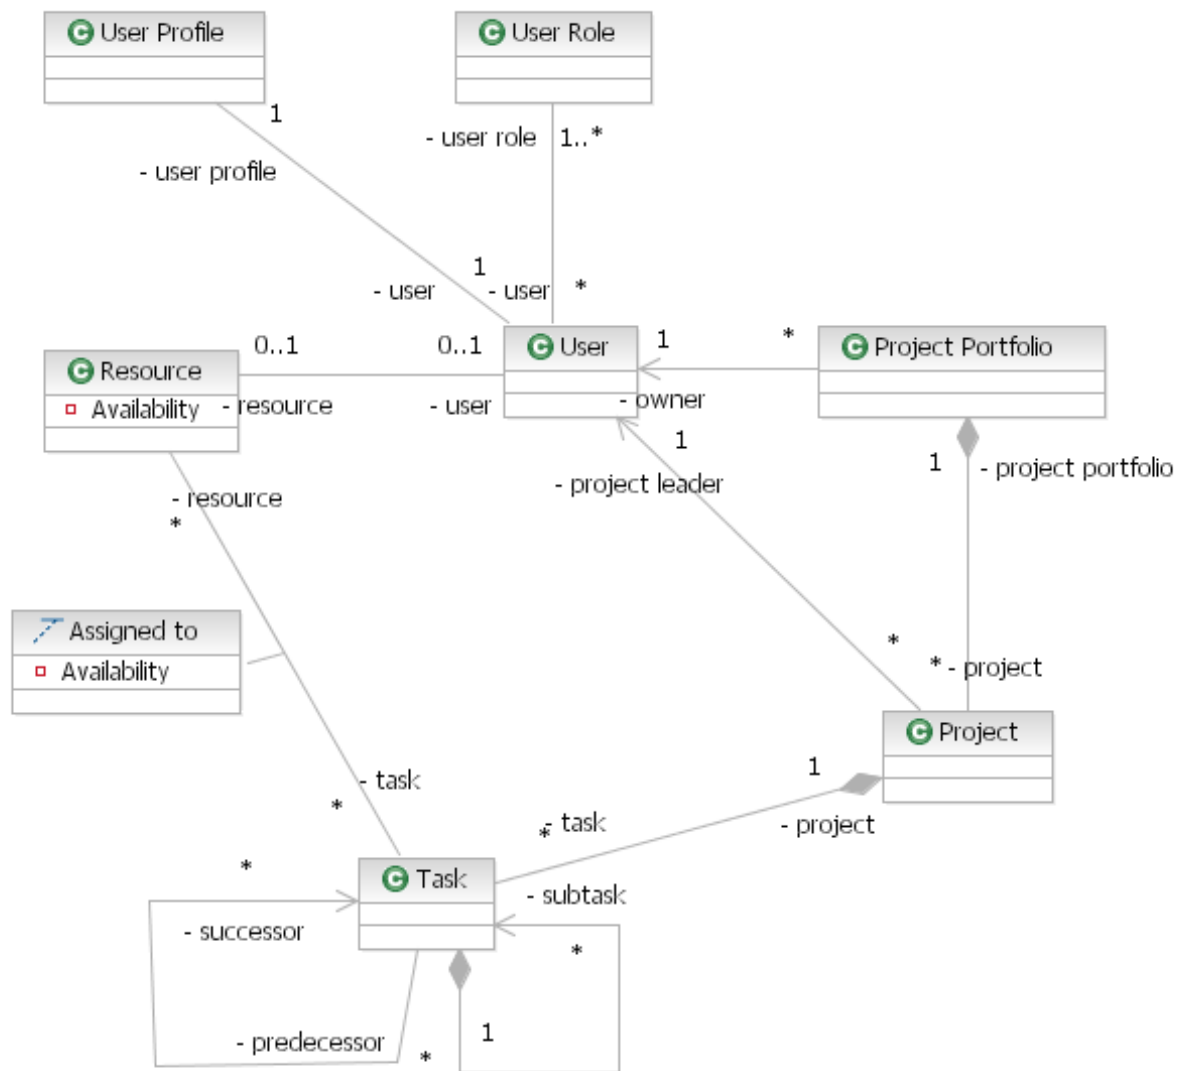 C User Profile
C User Role
1
- user role 1..*
- user profile
1
- user
- user *
0..1
0..1
C User
1
*
C Project Portfolio
C Resource
Availability
- resource
- user
- owner
1
1
- project portfolio
- project leader
- resource
*
Assigned to
Availability
*
* - project
C Project
1
- task
*
- task
*
- project
*
C Task
- subtask
- successor
*
1
- predecessor
*